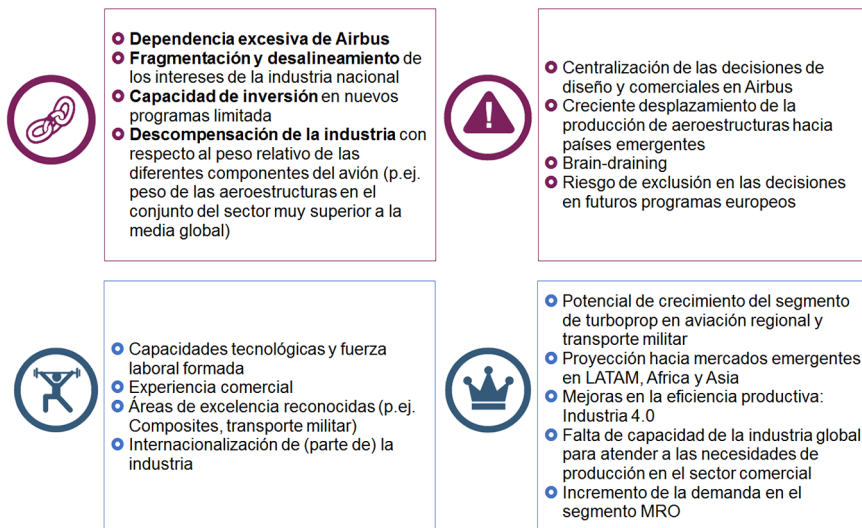 Dependencia excesiva de Airbus
Fragmentación y desalineamiento de
los intereses de la industria nacional
Capacidad de inversión en nuevos
programas limitada
Descompensación de la industria con
respecto al peso relativo de las
diferentes componentes del avión (p.ej.
peso de las aeroestructuras en el
conjunto del sector muy superior a la
media global)
Centralización de las decisiones de
diseño y comerciales en Airbus
Creciente desplazamiento de la
producción de aeroestructuras hacia
países emergentes
Brain-draining
Riesgo de exclusión en las decisiones
en futuros programas europeos
Capacidades tecnológicas y fuerza
laboral formada
Experiencia comercial
Áreas de excelencia reconocidas (p.ej.
Composites, transporte militar)
Internacionalización de (parte de) la
industria
Potencial de crecimiento del segmento
de turboprop en aviación regional y
transporte militar
Proyección hacia mercados emergentes
en LATAM, Africa y Asia
Mejoras en la eficiencia productiva:
Industria 4.0
Falta de capacidad de la industria global
para atender a las necesidades de
producción en el sector comercial
Incremento de la demanda en el
segmento MRO